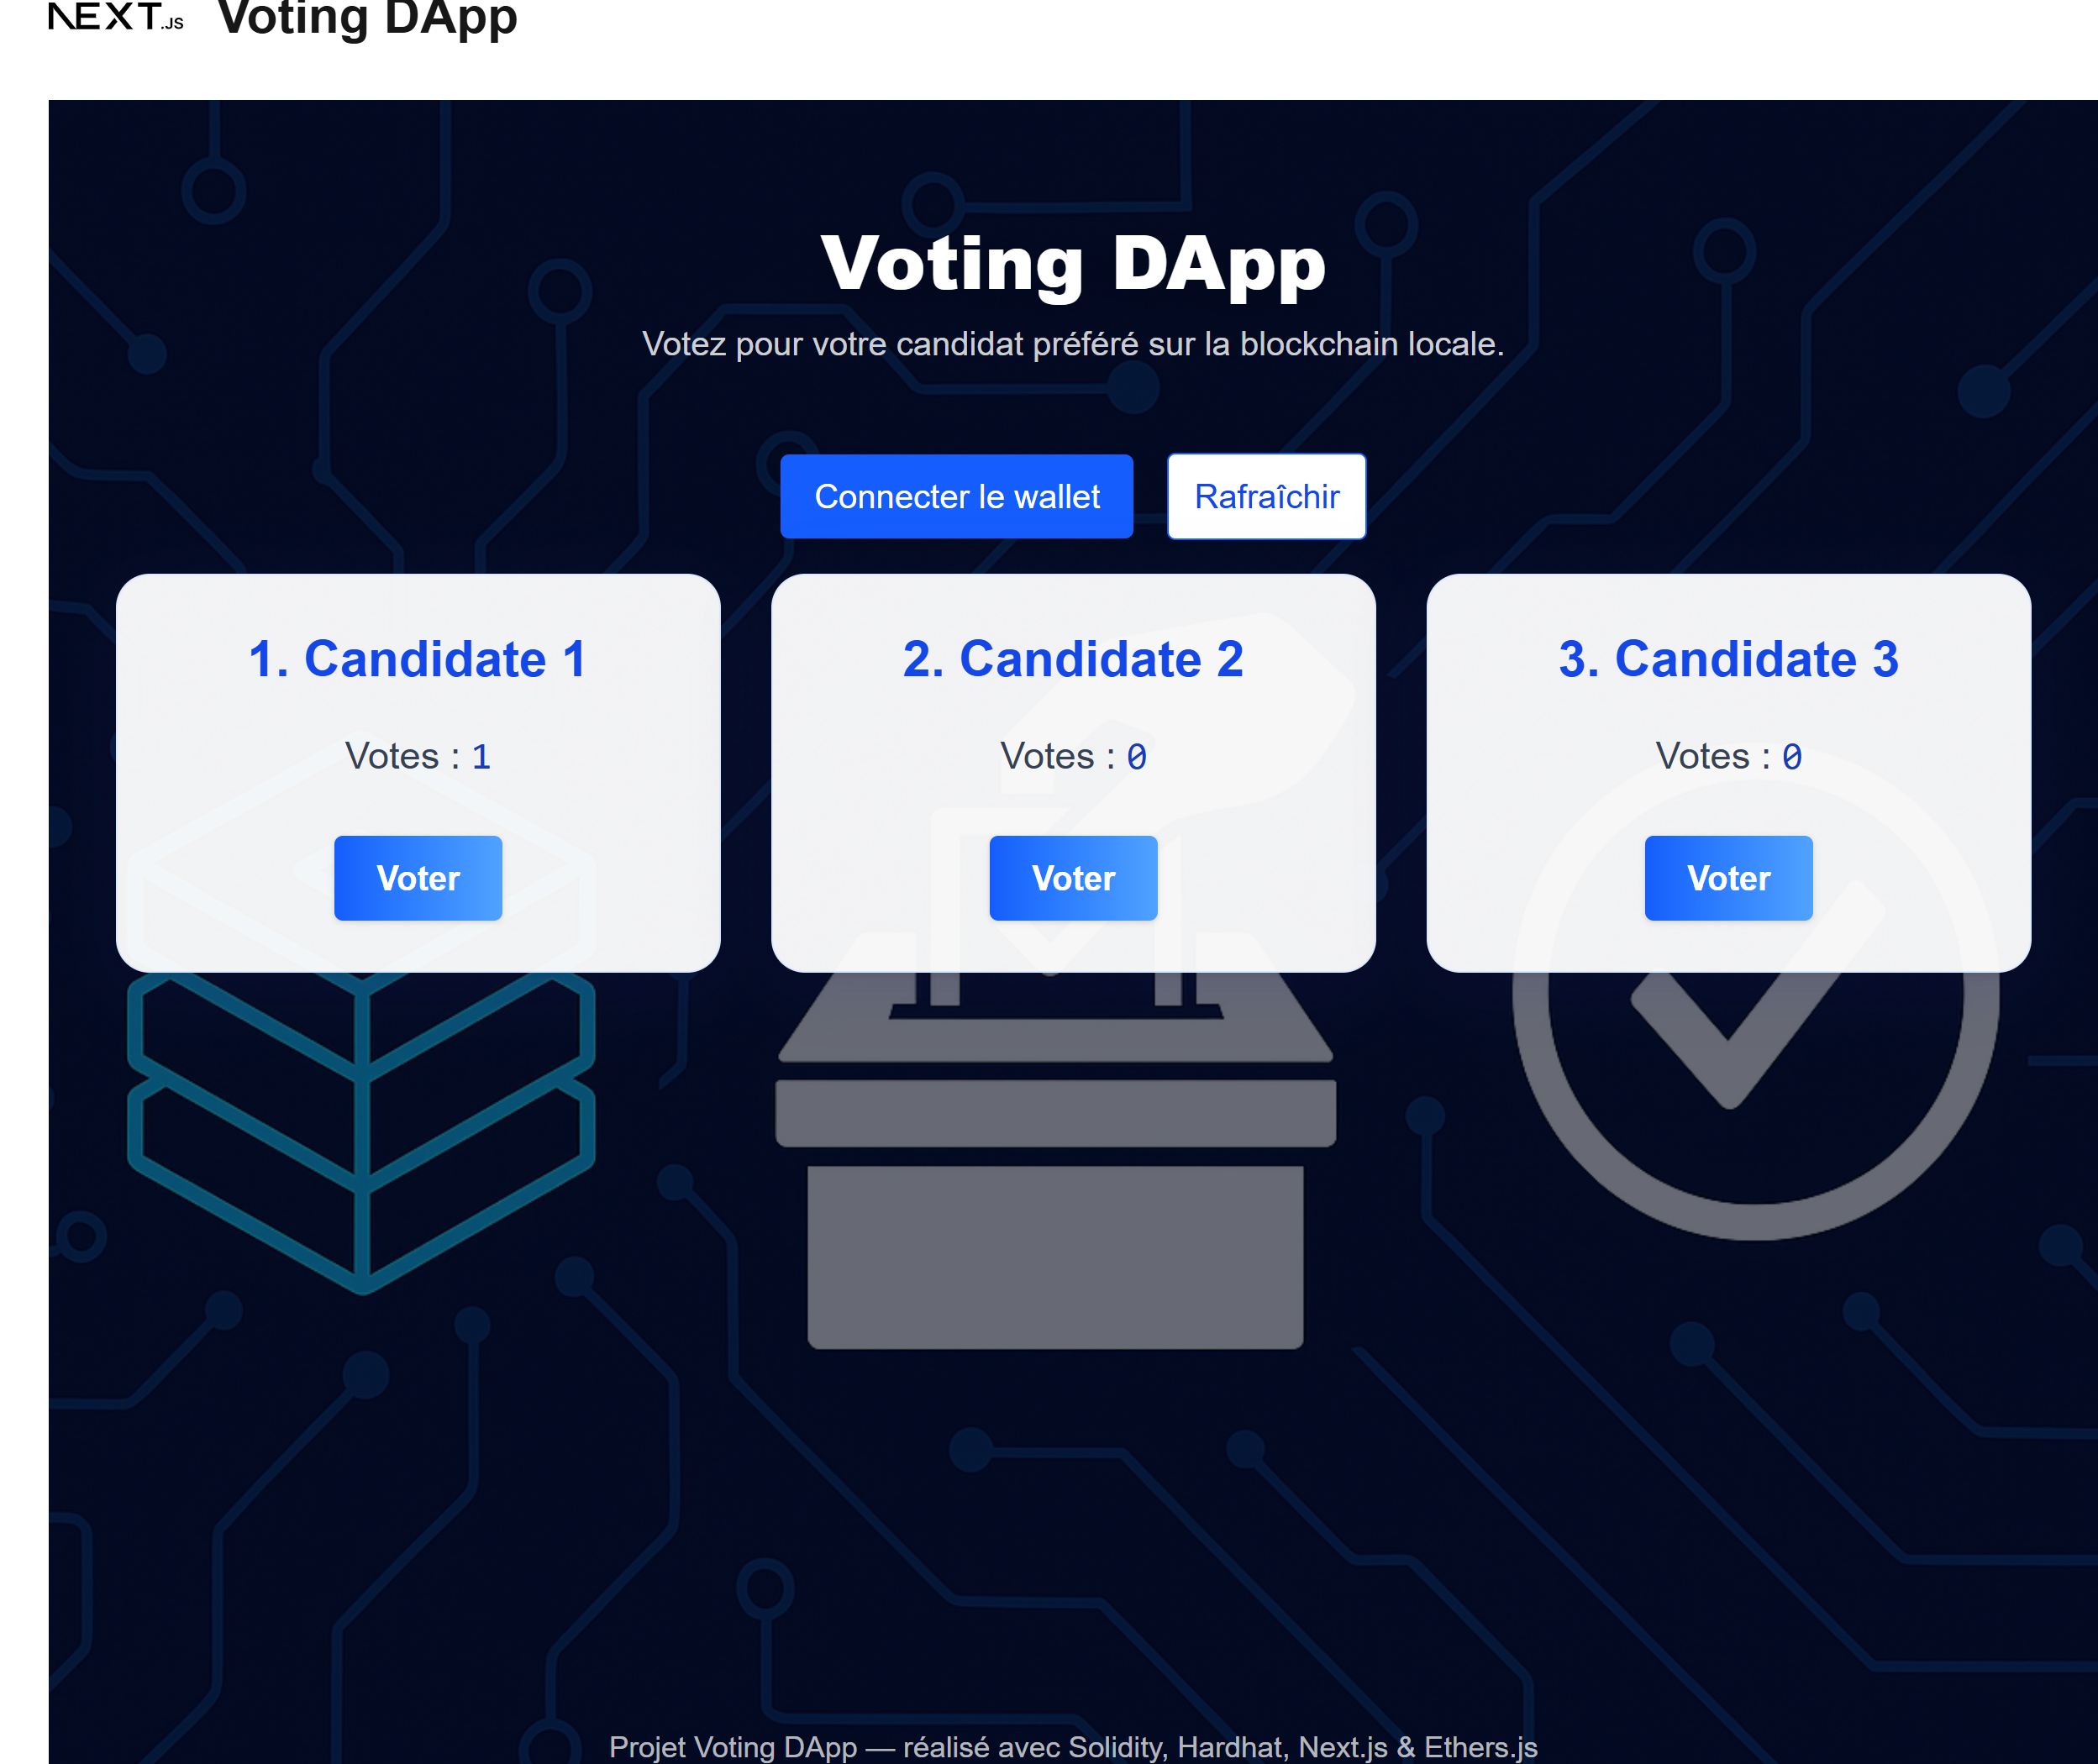 NEXT.JS Voting DApp
Voting DApp
Votez pour votre candidat préféré sur la blockchain locale.
Connecter le wallet Rafraîchir
1. Candidate 1
Votes : 1
Voter
2. Candidate 2
Votes : 0
Voter
3. Candidate 3
Votes : 0
Voter
Projet Voting DApp — réalisé avec Solidity, Hardhat, Next.js & Ethers.js